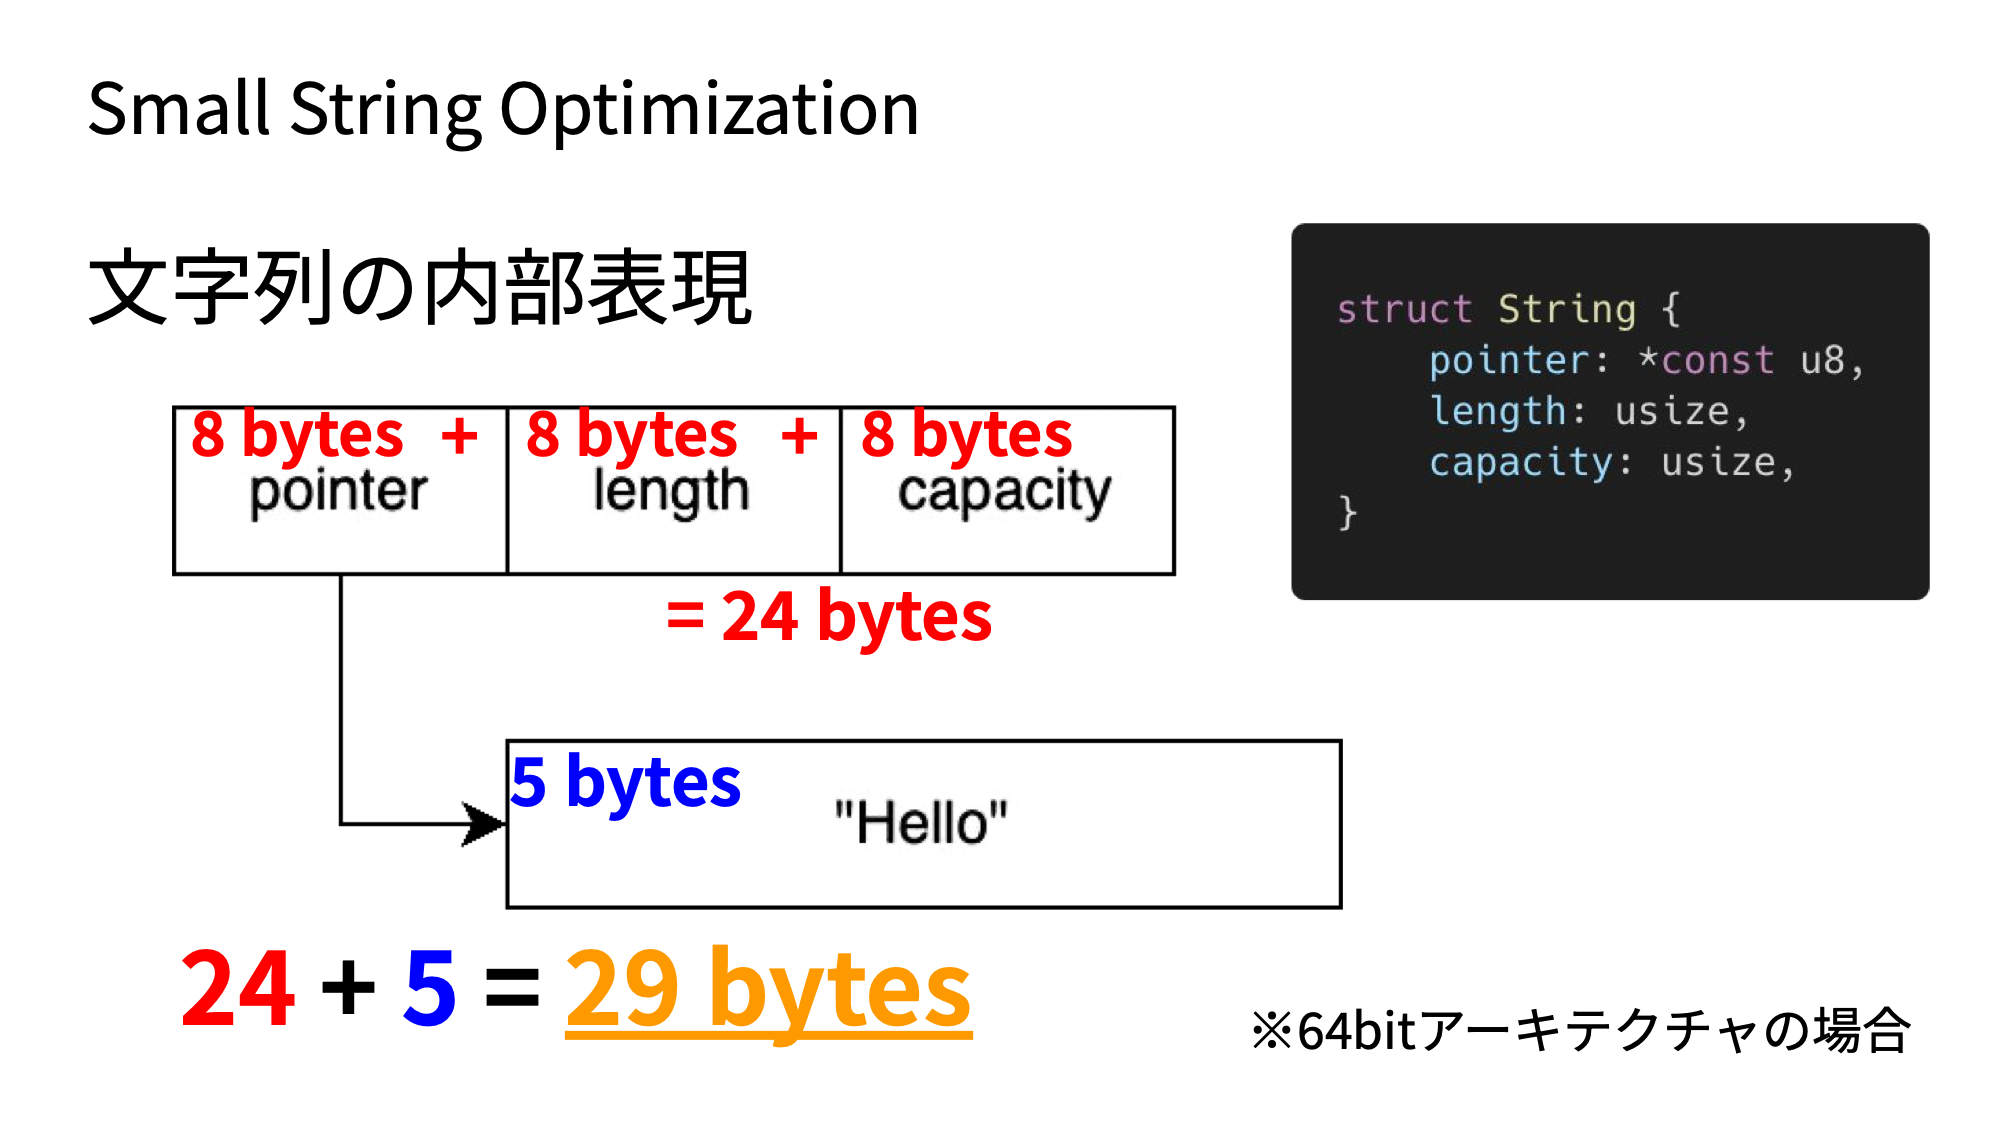 Small String Optimization
文字列の内部表現
struct String {
    pointer: *const u8,
    length: usize,
    capacity: usize,
}
8 bytes + 8 bytes + 8 bytes
pointer length capacity
= 24 bytes
5 bytes
"Hello"
24 + 5 = 29 bytes
※64bitアーキテクチャの場合